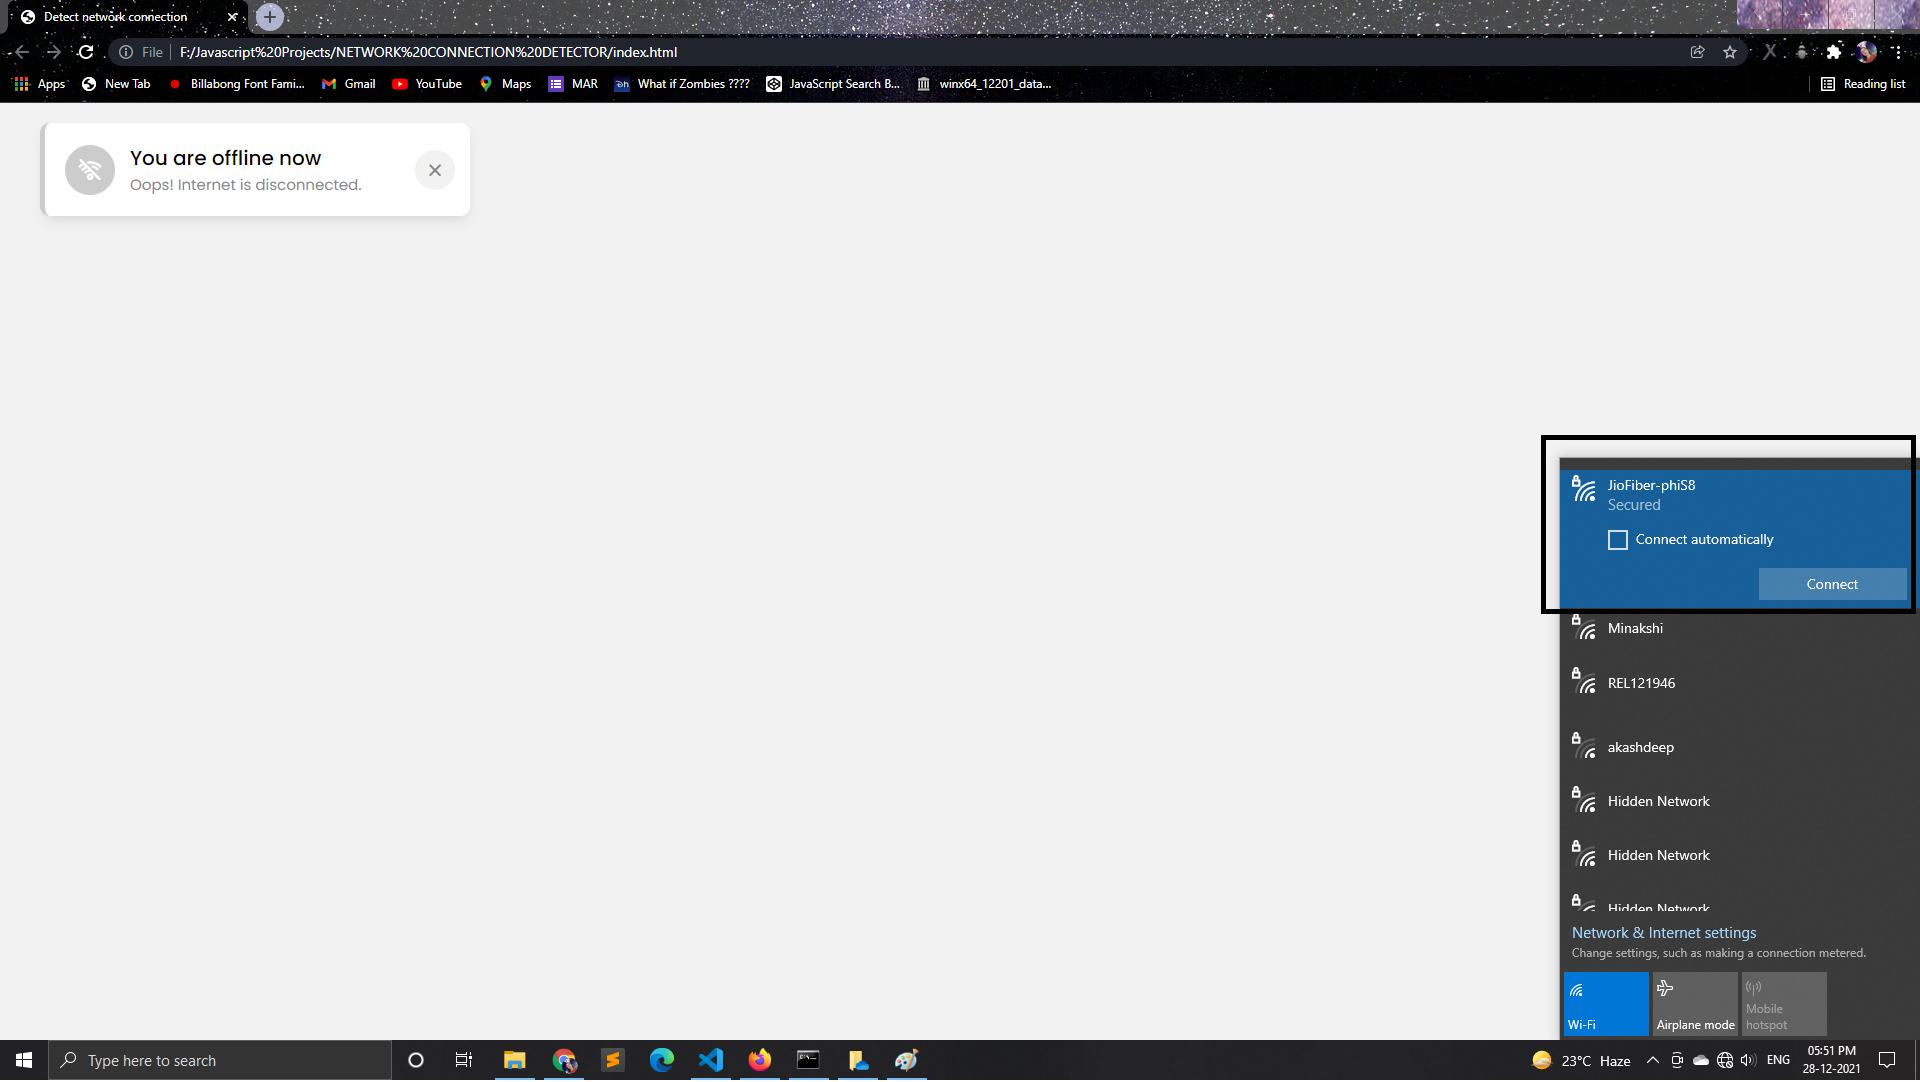 Detect network connection
File
F:/Javascript%20Projects/NETWORK%20CONNECTION%20DETECTOR/index.html
Apps
New Tab
Billabong Font Fami...
Gmail
YouTube
Maps
MAR
What if Zombies ????
JavaScript Search B...
winx64_12201_data...
Reading list
You are offline now
Oops! Internet is disconnected.
JioFiber-phiS8
Secured
Connect automatically
Connect
Minakshi
REL121946
akashdeep
Hidden Network
Hidden Network
Hidden Network
Network & Internet settings
Change settings, such as making a connection metered.
Wi-Fi
Airplane mode
Mobile
hotspot
Type here to search
23°C Haze
ENG
05:51 PM
28-12-2021